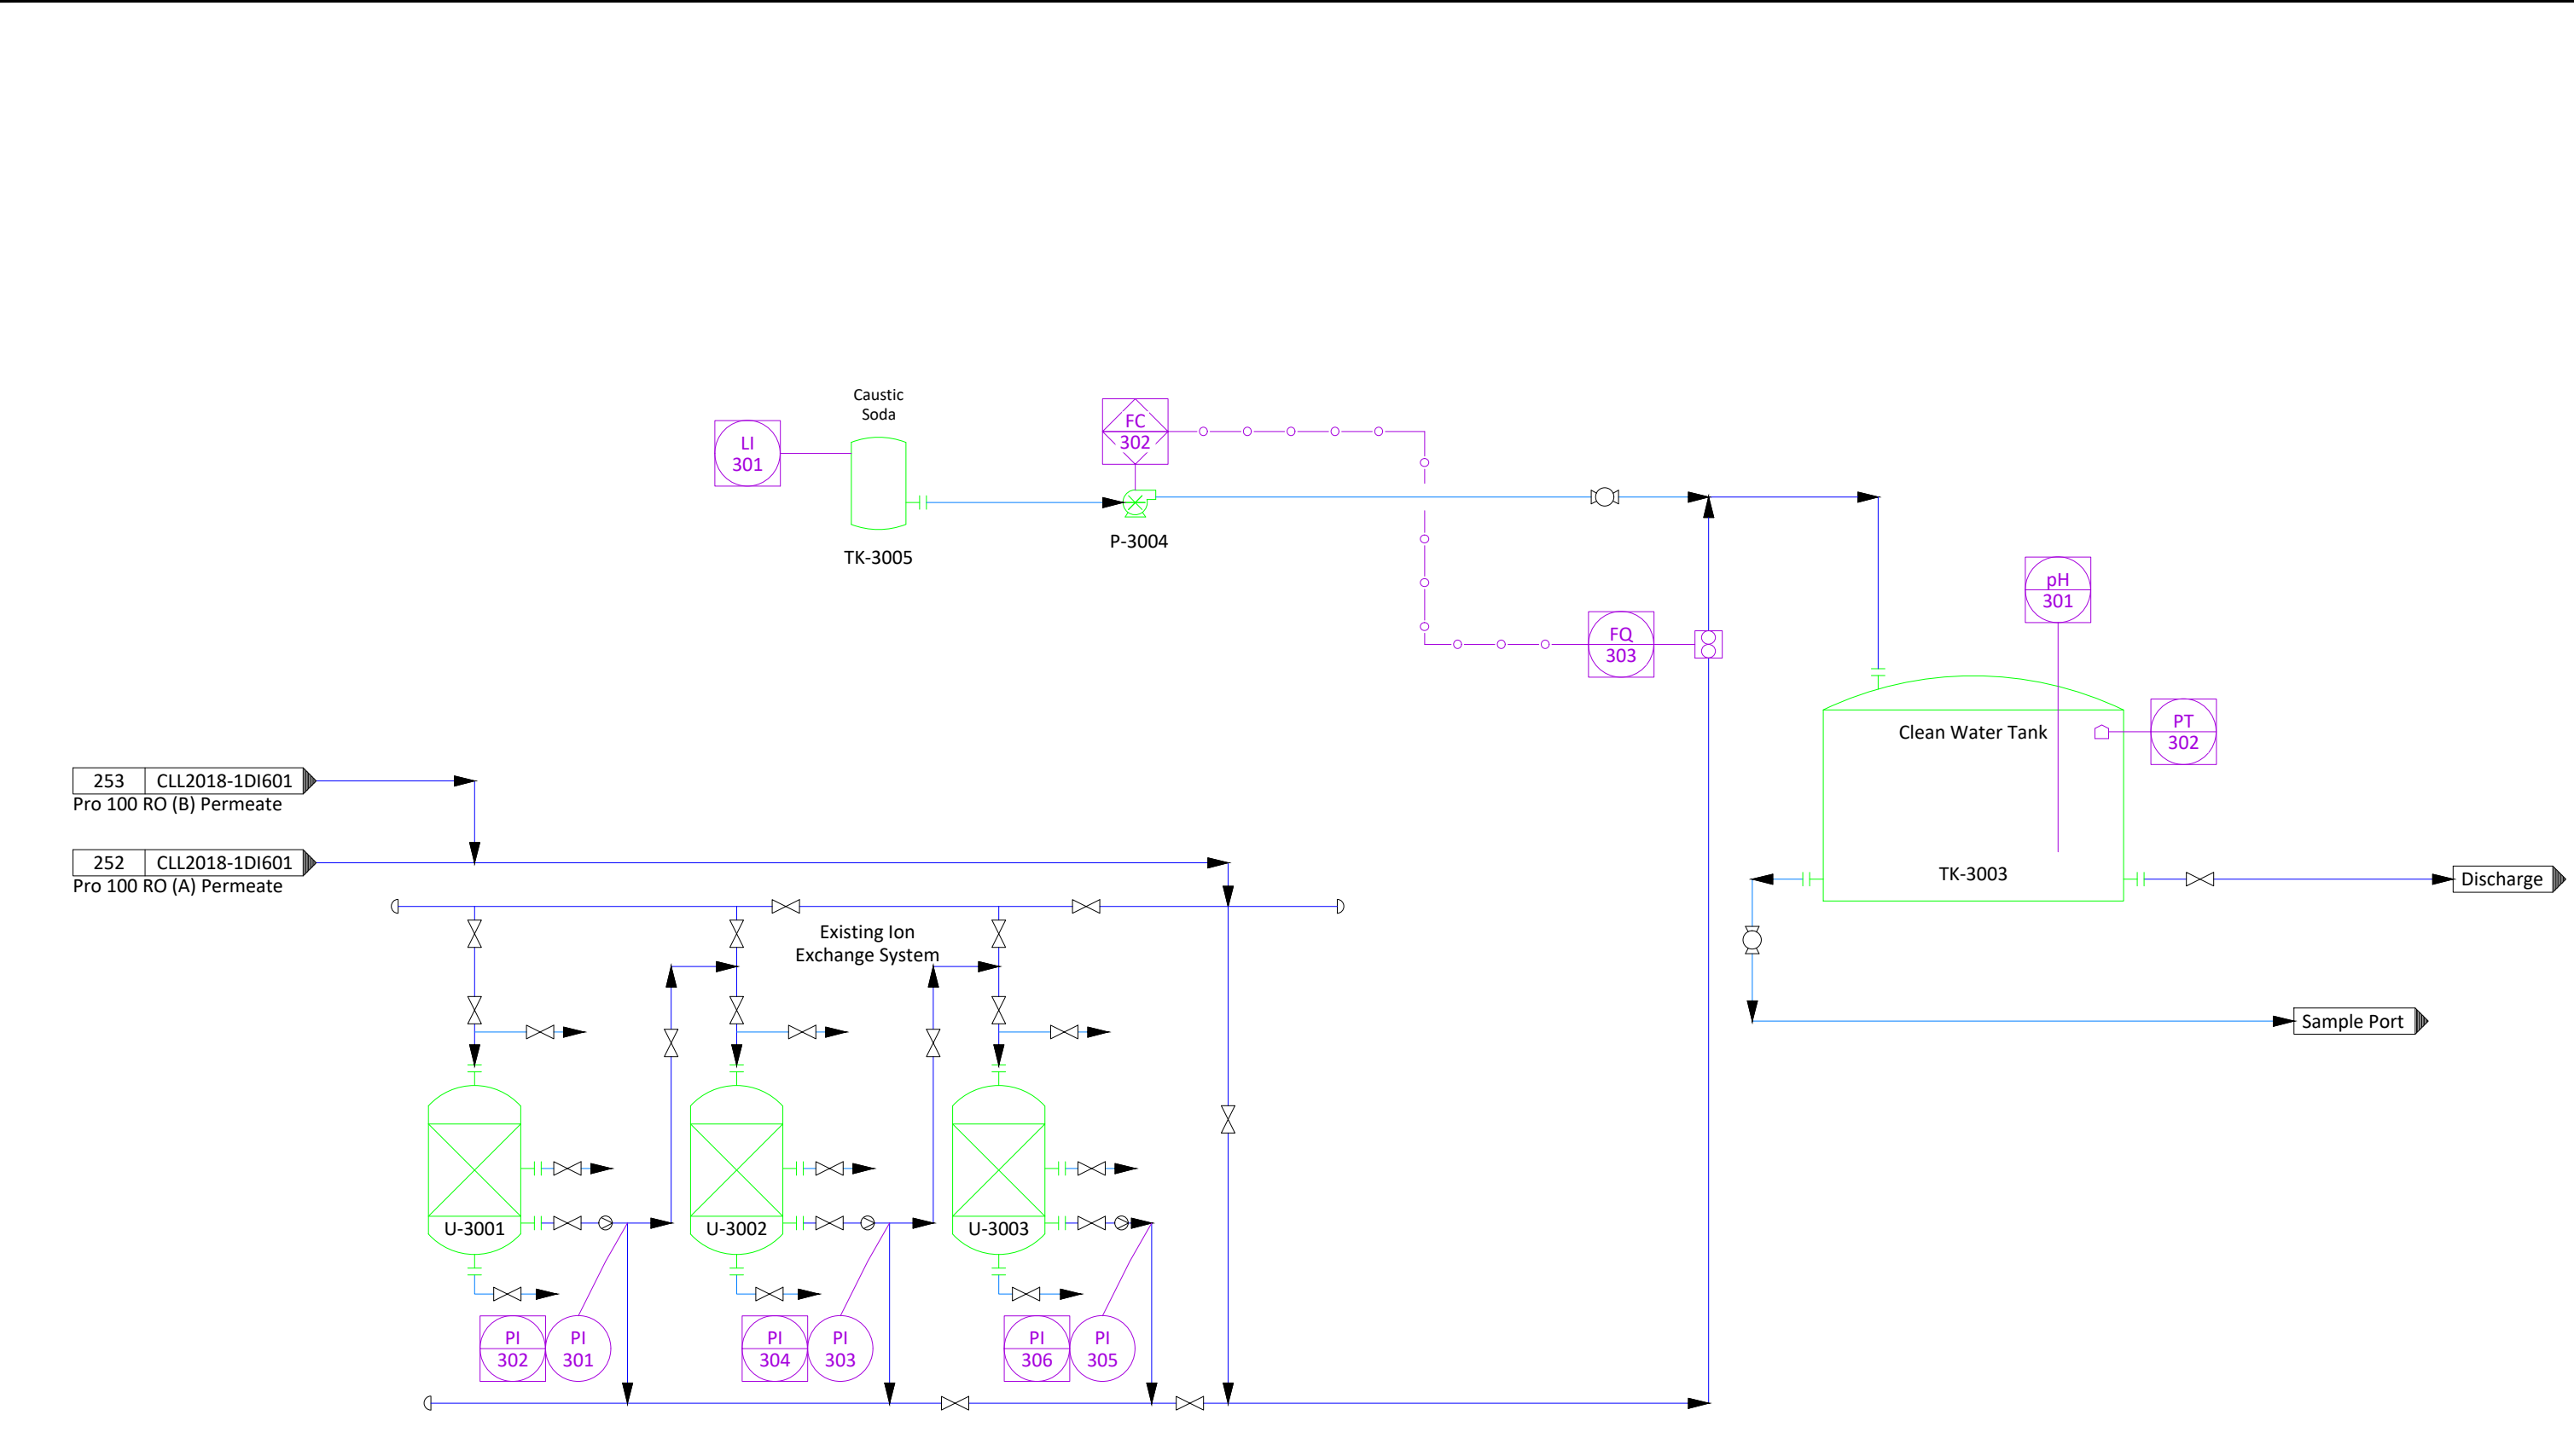 Caustic
Soda
LI
301
FC
302
TK-3005
P-3004
FQ
303
pH
301
PT
302
Clean Water Tank
TK-3003
253 CLL2018-1DI601
Pro 100 RO (B) Permeate
252 CLL2018-1DI601
Pro 100 RO (A) Permeate
Discharge
Existing Ion
Exchange System
Sample Port
U-3001
U-3002
U-3003
PI
302
PI
301
PI
304
PI
303
PI
306
PI
305